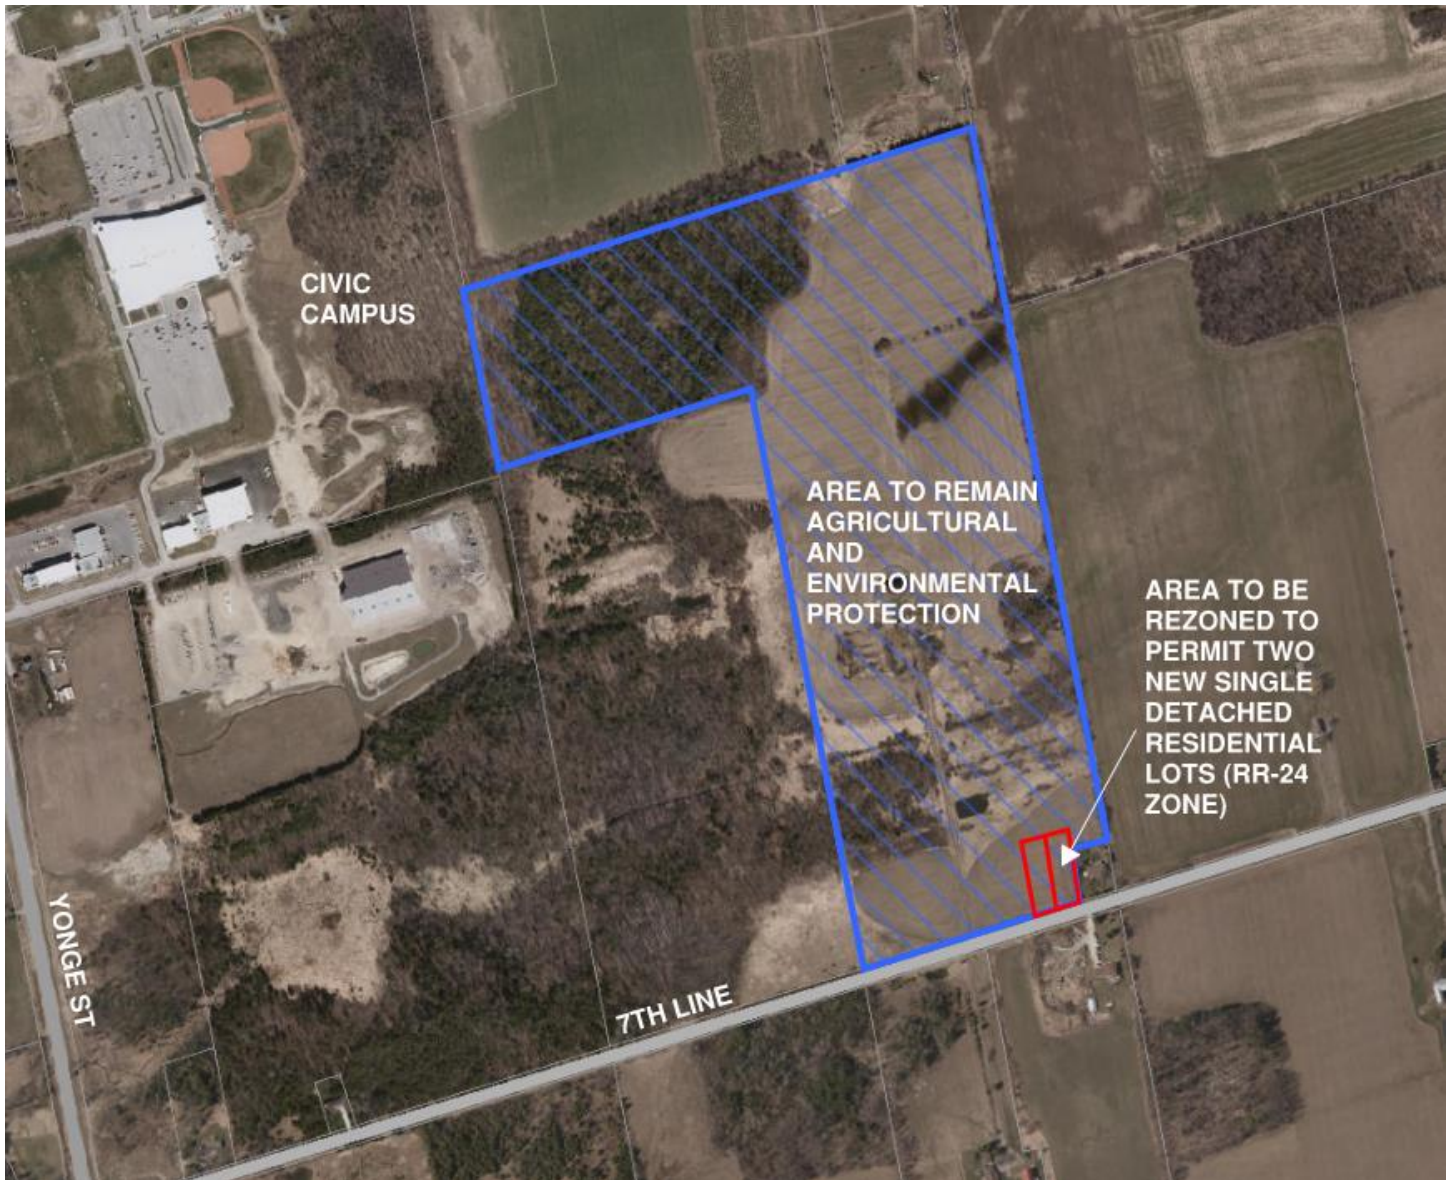 CIVIC
CAMPUS
AREA TO REMAIN
AGRICULTURAL
AND
ENVIRONMENTAL
PROTECTION
AREA TO BE
REZONED TO
PERMIT TWO
NEW SINGLE
DETACHED
RESIDENTIAL
LOTS (RR-24
ZONE)
YONGE ST
7TH LINE